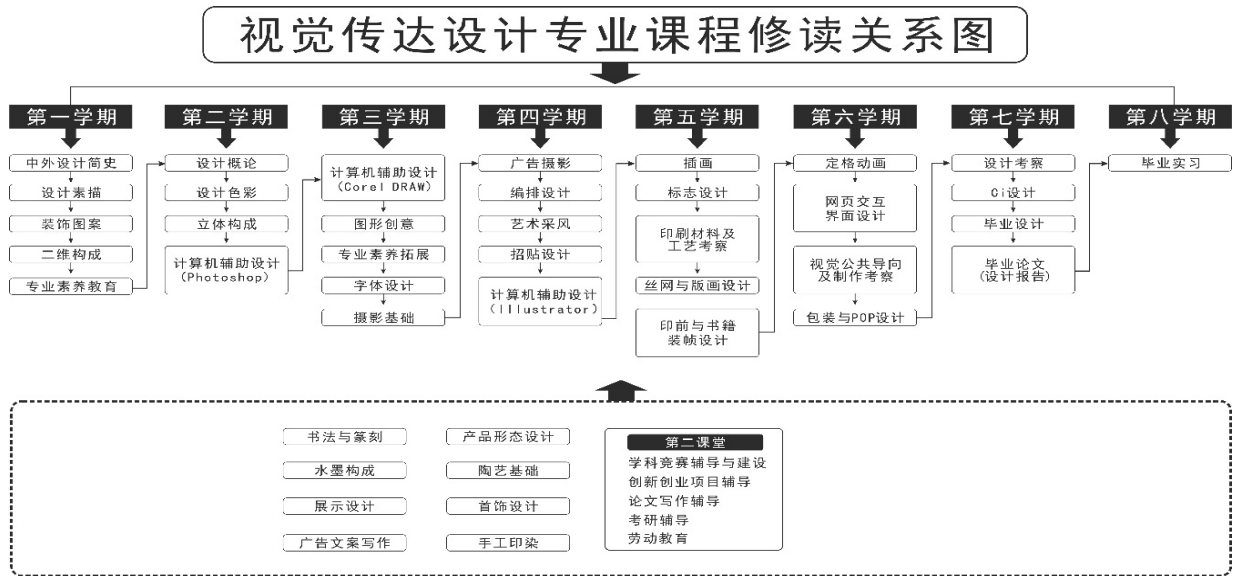 视觉传达设计专业课程修读关系图
第一学期
中外设计简史
设计素描
装饰图案
二维构成
专业素养教育
第二学期
设计概论
设计色彩
立体构成
计算机辅助设计
(Photoshop)
第三学期
计算机辅助设计
(Corel DRAW)
图形创意
专业素养拓展
字体设计
摄影基础
第四学期
广告摄影
编排设计
艺术采风
招贴设计
计算机辅助设计
(Illustrator)
第五学期
插画
标志设计
印刷材料及
工艺考察
丝网与版画设计
印前与书籍
装帧设计
第六学期
定格动画
网页交互
界面设计
视觉公共导向
及制作考察
包装与POP设计
第七学期
设计考察
Ci设计
毕业设计
毕业论文
(设计报告)
第八学期
毕业实习
书法与篆刻
水墨构成
展示设计
广告文案写作
产品形态设计
陶艺基础
首饰设计
手工印染
第二课堂
学科竞赛辅导与建设
创新创业项目辅导
论文写作辅导
考研辅导
劳动教育